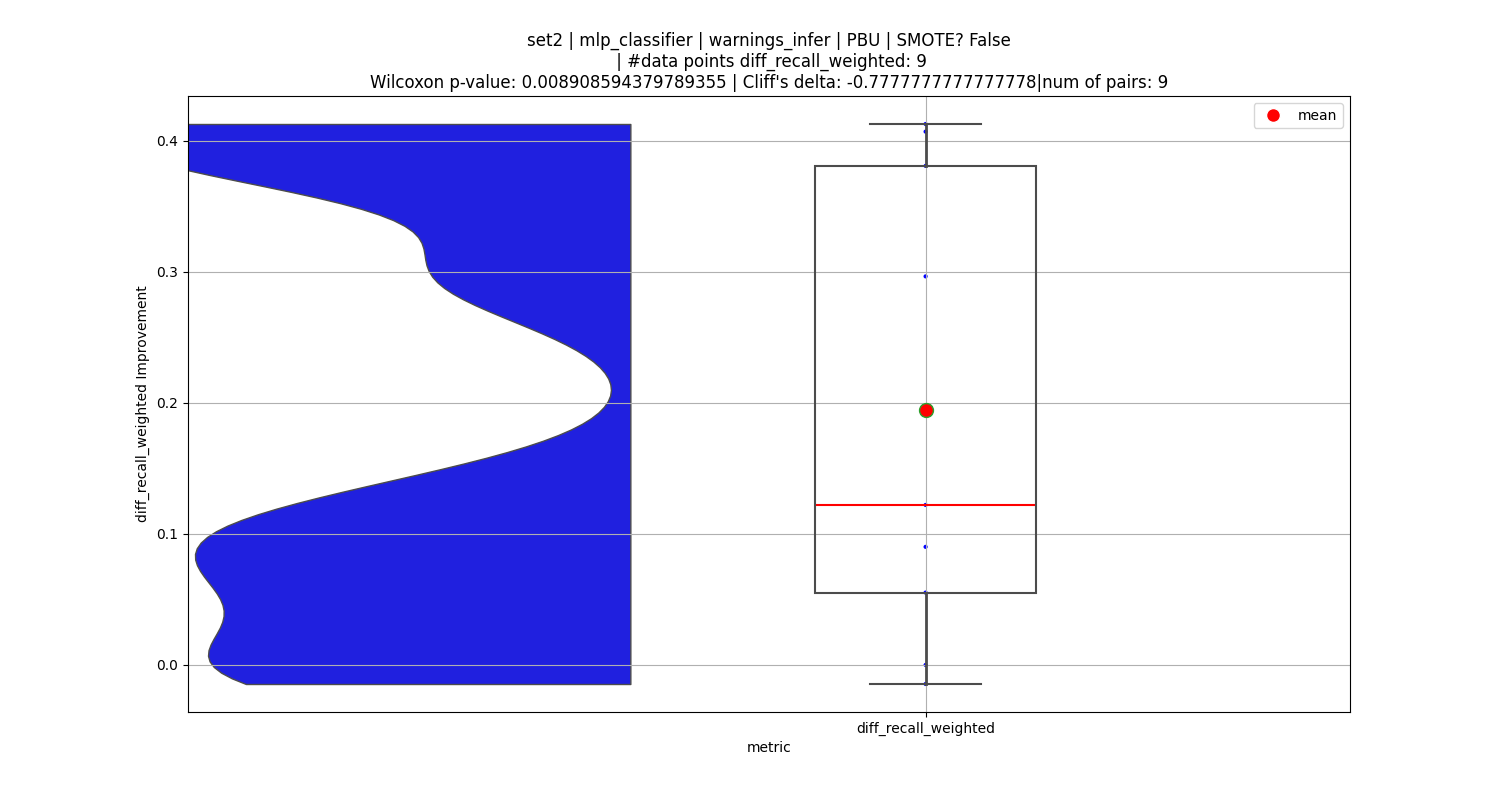 set2 | mlp_classifier | warnings_infer | PBU | SMOTE? False
| #data points diff_recall_weighted: 9
Wilcoxon p-value: 0.008908594379789355 | Cliff's delta: -0.7777777777777778|num of pairs: 9
mean
0.4
0.3
0.2
0.1
0.0
diff_recall_weighted Improvement
diff_recall_weighted
metric